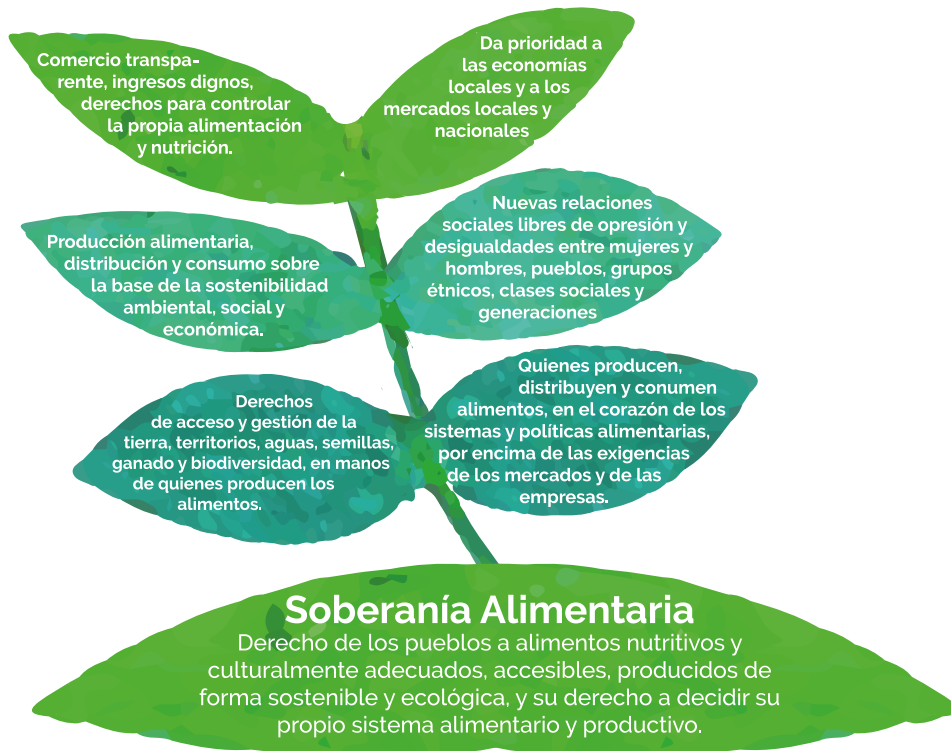 Comercio transpa-
rente, ingresos dignos,
derechos para controlar
la propia alimentación
y nutrición.
Da prioridad a
las economías
locales y a los
mercados locales y
nacionales
Producción alimentaria,
distribución y consumo sobre
la base de la sostenibilidad
ambiental, social y
económica.
Nuevas relaciones
sociales libres de opresión y
desigualdades entre mujeres y
hombres, pueblos, grupos
étnicos, clases sociales y
generaciones
Derechos
de acceso y gestión de la
tierra, territorios, aguas, semillas,
ganado y biodiversidad, en manos
de quienes producen los
alimentos.
Quienes producen,
distribuyen y conumen
alimentos, en el corazón de los
sistemas y políticas alimentarias,
por encima de las exigencias
de los mercados y de las
empresas.
Soberanía Alimentaria
Derecho de los pueblos a alimentos nutritivos y
culturalmente adecuados, accesibles, producidos de
forma sostenible y ecológica, y su derecho a decidir su
propio sistema alimentario y productivo.